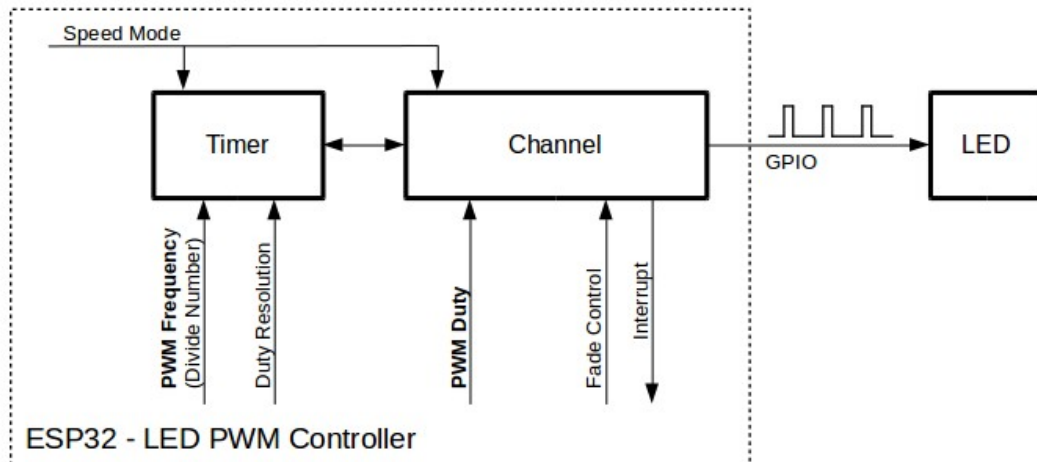 Speed Mode
Timer
Channel
GPIO
LED
PWM Frequency
(Divide Number)
Duty Resolution
PWM Duty
Fade Control
Interrupt
ESP32 - LED PWM Controller